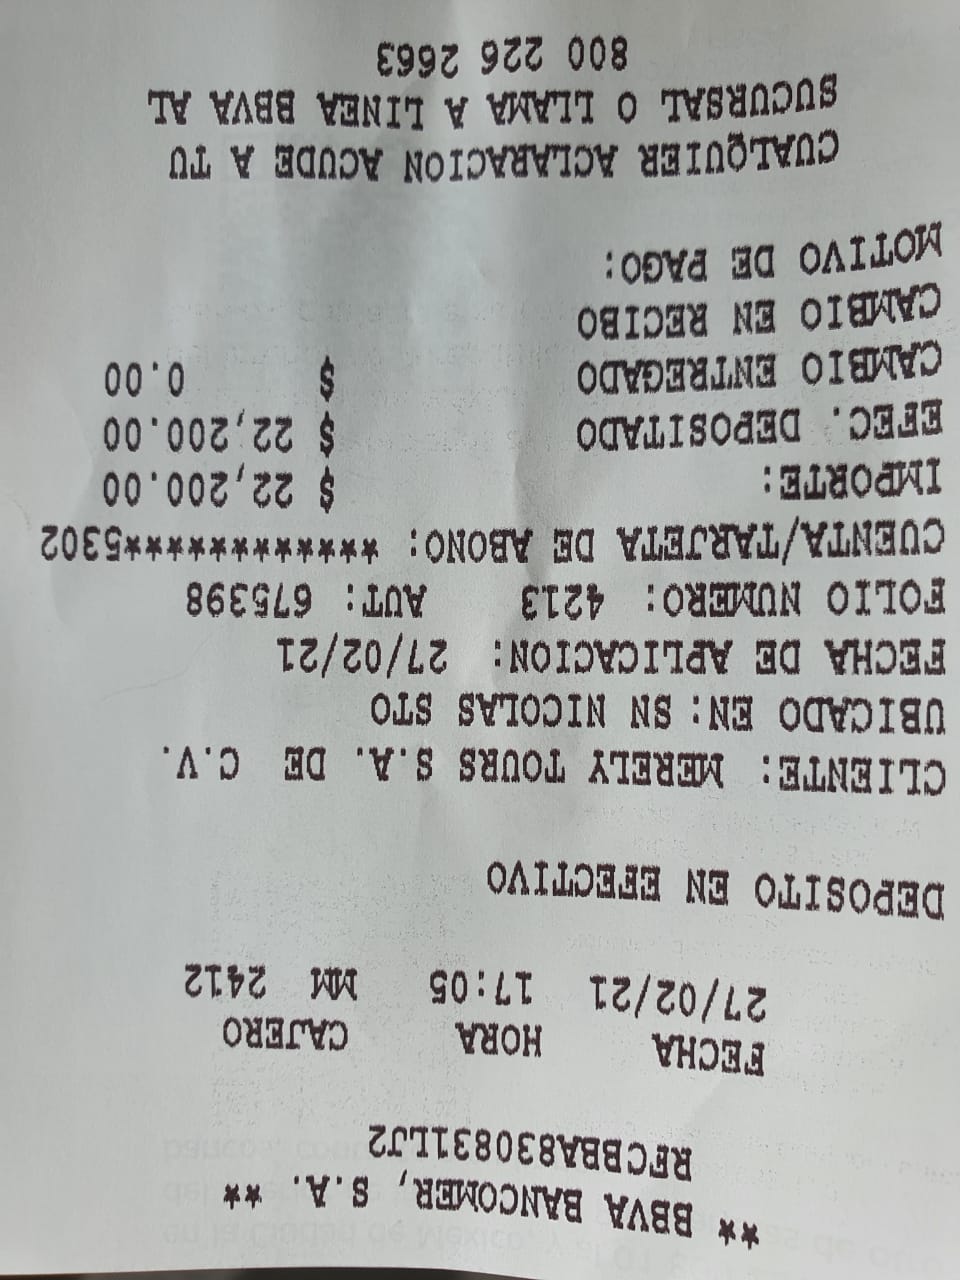 ** BBVA BANCOMER, S.A. **
RFCBBA830831LJ2
FECHA HORA CAJERO
27/02/21 17:05 MM 2412
DEPOSITO EN EFECTIVO
CLIENTE: MERELY TOURS S.A. DE C.V.
UBICADO EN: SN NICOLAS STO
FECHA DE APLICACION: 27/02/21
FOLIO NUMERO: 4213 AUT: 675398
CUENTA/TARJETA DE ABONO: ************5302
IMPORTE: $ 22,200.00
EFEC. DEPOSITADO $ 22,200.00
CAMBIO ENTREGADO $ 0.00
CAMBIO EN RECIBO
MOTIVO DE PAGO:
CUALQUIER ACLARACION ACUDE A TU
SUCURSAL O LLAMA A LINEA BBVA AL
800 226 2663